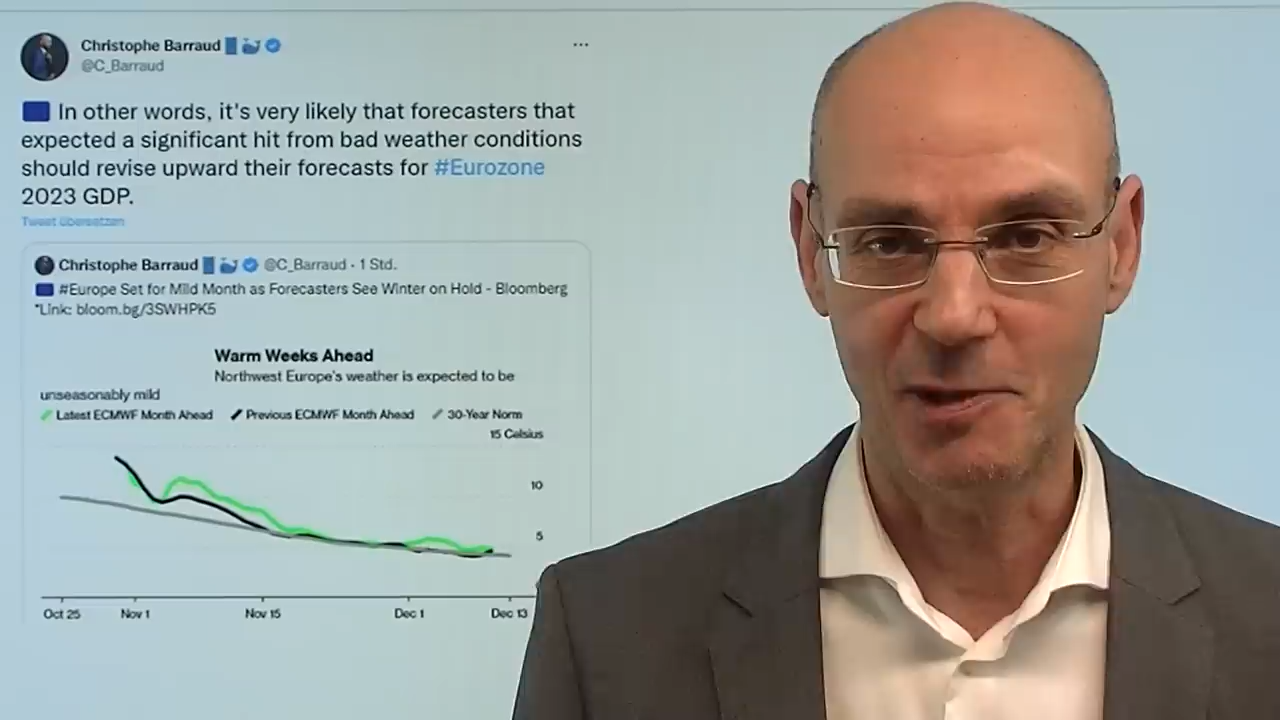 Christophe Barraud
@C_Barraud
In other words, it's very likely that forecasters that
expected a significant hit from bad weather conditions
should revise upward their forecasts for #Eurozone
2023 GDP.
Tweet übersetzen
Christophe Barraud @C_Barraud · 1 Std.
#Europe Set for Mild Month as Forecasters See Winter on Hold - Bloomberg
*Link: bloom.bg/3SWHPK5
Warm Weeks Ahead
Northwest Europe's weather is expected to be
unseasonably mild
Latest ECMWF Month Ahead Previous ECMWF Month Ahead 30-Year Norm
15 Celsius
10
5
Oct 25 Nov 1 Nov 15 Dec 1 Dec 13